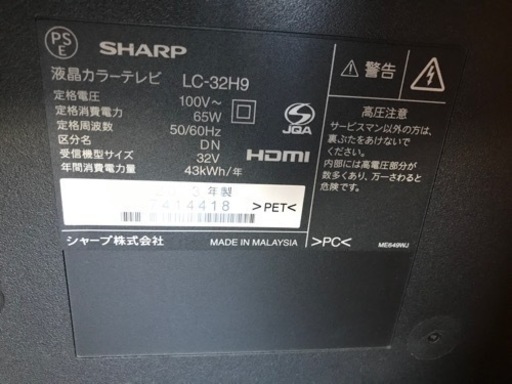 PS
E
SHARP
液晶カラーテレビ LC-32H9
定格電圧 100V～
定格消費電力 65W
定格周波数 50/60Hz
区分名 DN
受信機型サイズ 32V
年間消費電力量 43kWh/年
JQA
HDMI
年製
414418
>PET<
シャープ株式会社
MADE IN MALAYSIA
>PC<
警告
高圧注意
サービスマン以外の方は、
裏ぶたをあけないで
ください。
内部には高電圧部分が
数多くあり、万一さわると
危険です。
ME649WJ